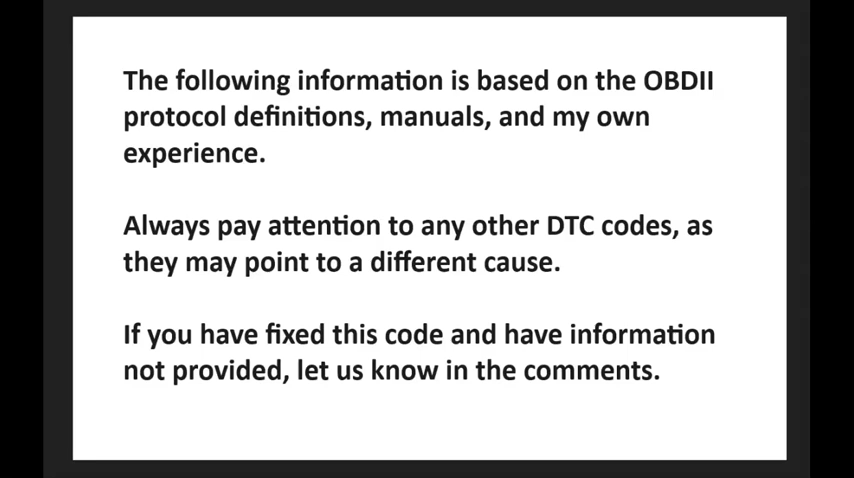 The following information is based on the OBDII
protocol definitions, manuals, and my own
experience.
Always pay attention to any other DTC codes, as
they may point to a different cause.
If you have fixed this code and have information
not provided, let us know in the comments.